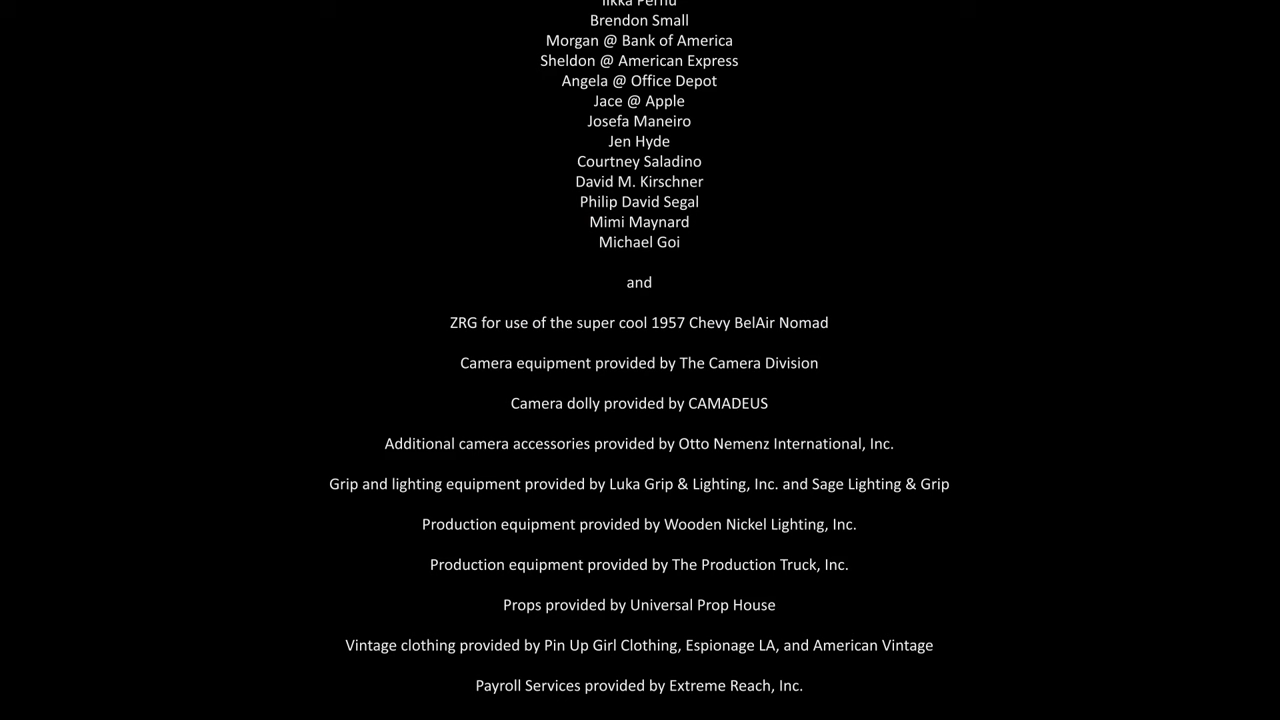 Ilkka Pernu
Brendon Small
Morgan @ Bank of America
Sheldon @ American Express
Angela @ Office Depot
Jace @ Apple
Josefa Maneiro
Jen Hyde
Courtney Saladino
David M. Kirschner
Philip David Segal
Mimi Maynard
Michael Goi
and
ZRG for use of the super cool 1957 Chevy BelAir Nomad
Camera equipment provided by The Camera Division
Camera dolly provided by CAMADEUS
Additional camera accessories provided by Otto Nemenz International, Inc.
Grip and lighting equipment provided by Luka Grip & Lighting, Inc. and Sage Lighting & Grip
Production equipment provided by Wooden Nickel Lighting, Inc.
Production equipment provided by The Production Truck, Inc.
Props provided by Universal Prop House
Vintage clothing provided by Pin Up Girl Clothing, Espionage LA, and American Vintage
Payroll Services provided by Extreme Reach, Inc.